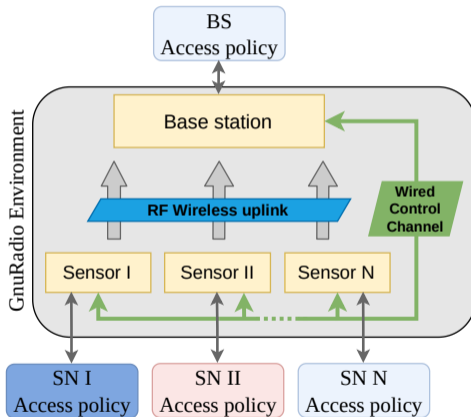 BS
Access policy
GnuRadio Environment
Base station
Wired
Control
Channel
RF Wireless uplink
Sensor I
Sensor II
Sensor N
SN I
Access policy
SN II
Access policy
SN N
Access policy